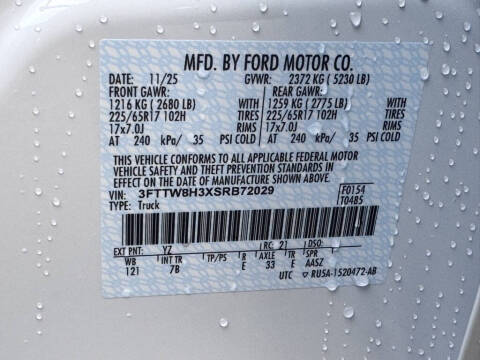 MFD. BY FORD MOTOR CO.
DATE: 11/25 GVWR: 2372 KG ( 5230 LB)
FRONT GAWR: REAR GAWR:
1216 KG ( 2680 LB) WITH 1259 KG ( 2775 LB) WITH
225/65R17 102H TIRES 225/65R17 102H TIRES
17x7.0J RIMS 17x7.0J RIMS
AT 240 kPa/ 35 PSI COLD AT 240 kPa/ 35 PSI COLD
THIS VEHICLE CONFORMS TO ALL APPLICABLE FEDERAL MOTOR
VEHICLE SAFETY AND THEFT PREVENTION STANDARDS IN
EFFECT ON THE DATE OF MANUFACTURE SHOWN ABOVE.
VIN: 3FTTW8H3XSRB72029 F0154
TYPE: Truck T0485
EXT PNT: YZ RC: 21 DSO:
WB INT TR TP/PS R AXLE TR SPR
121 7B E 33 E AASZ
UTC RU5A-1520472-AB